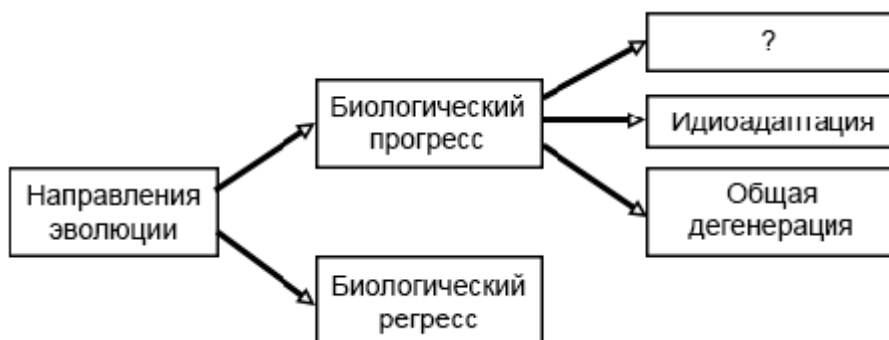 ?
Биологический
прогресс
Идиоадаптация
Направления
эволюции
Общая
дегенерация
Биологический
регресс